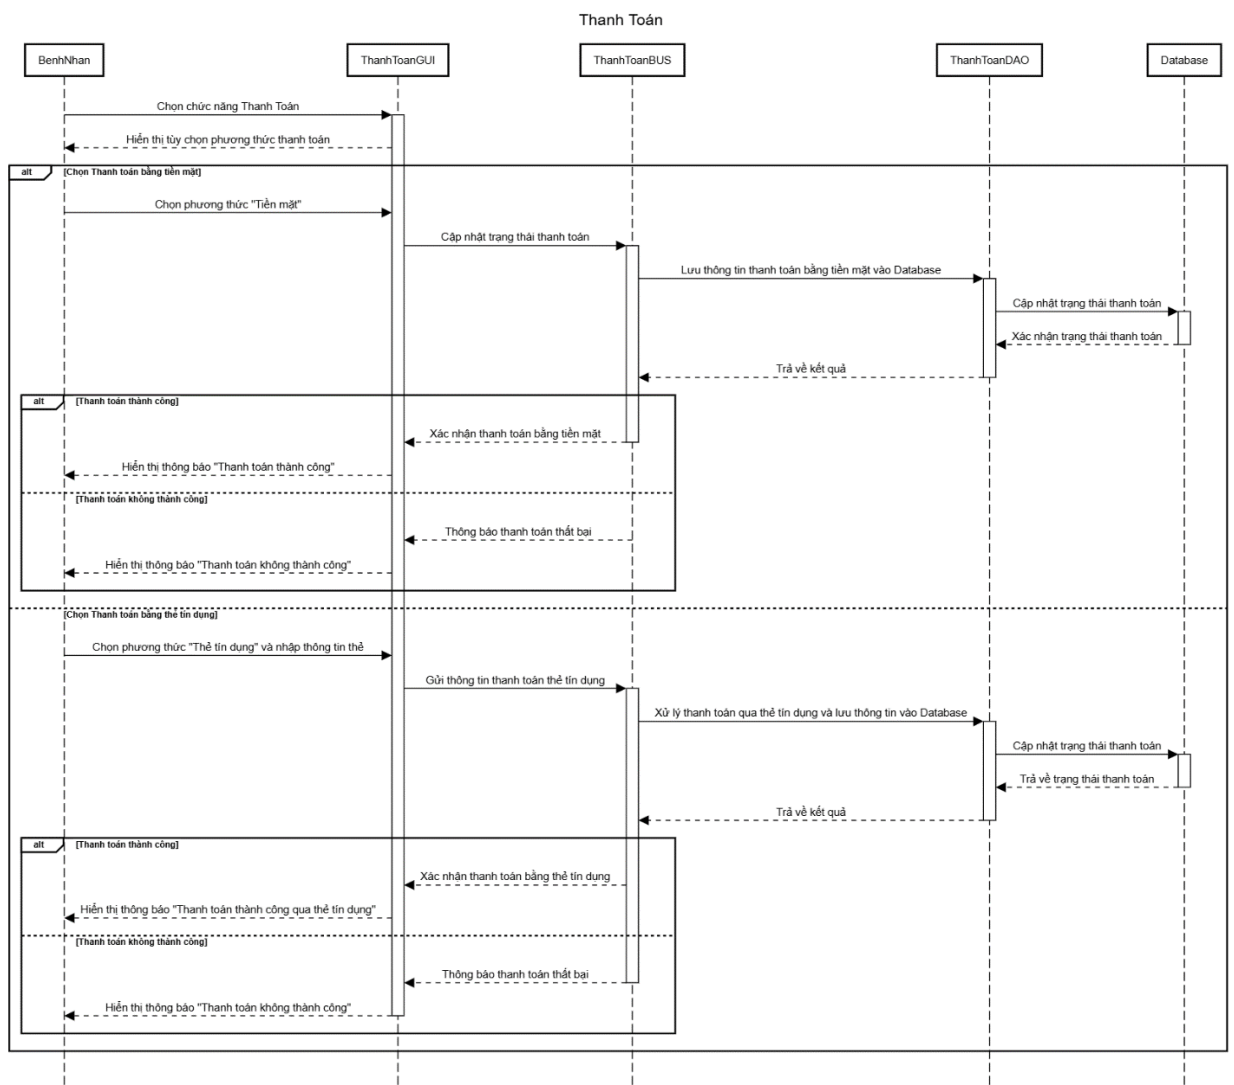 Thanh Toán
BenhNhan
ThanhToanGUI
ThanhToanBUS
ThanhToanDAO
Database
Chọn chức năng Thanh Toán
Hiển thị tùy chọn phương thức thanh toán
alt
[Chọn Thanh toán bằng tiền mặt]
Chọn phương thức "Tiền mặt"
Cập nhật trạng thái thanh toán
Lưu thông tin thanh toán bằng tiền mặt vào Database
Cập nhật trạng thái thanh toán
Xác nhận trạng thái thanh toán
Trả về kết quả
alt
[Thanh toán thành công]
Xác nhận thanh toán bằng tiền mặt
Hiển thị thông báo "Thanh toán thành công"
[Thanh toán không thành công]
Thông báo thanh toán thất bại
Hiển thị thông báo "Thanh toán không thành công"
[Chọn Thanh toán bằng thẻ tín dụng]
Chọn phương thức "Thẻ tín dụng" và nhập thông tin thẻ
Gửi thông tin thanh toán thẻ tín dụng
Xử lý thanh toán qua thẻ tín dụng và lưu thông tin vào Database
Cập nhật trạng thái thanh toán
Trả về trạng thái thanh toán
Trả về kết quả
alt
[Thanh toán thành công]
Xác nhận thanh toán bằng thẻ tín dụng
Hiển thị thông báo "Thanh toán thành công qua thẻ tín dụng"
[Thanh toán không thành công]
Thông báo thanh toán thất bại
Hiển thị thông báo "Thanh toán không thành công"